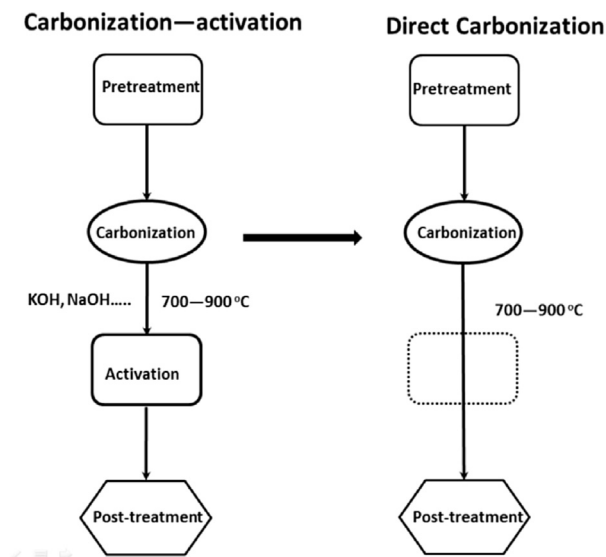 Carbonization—activation
Direct Carbonization
Pretreatment
Pretreatment
Carbonization
Carbonization
KOH, NaOH.....
700—900 °C
700—900 °C
Activation
Post-treatment
Post-treatment